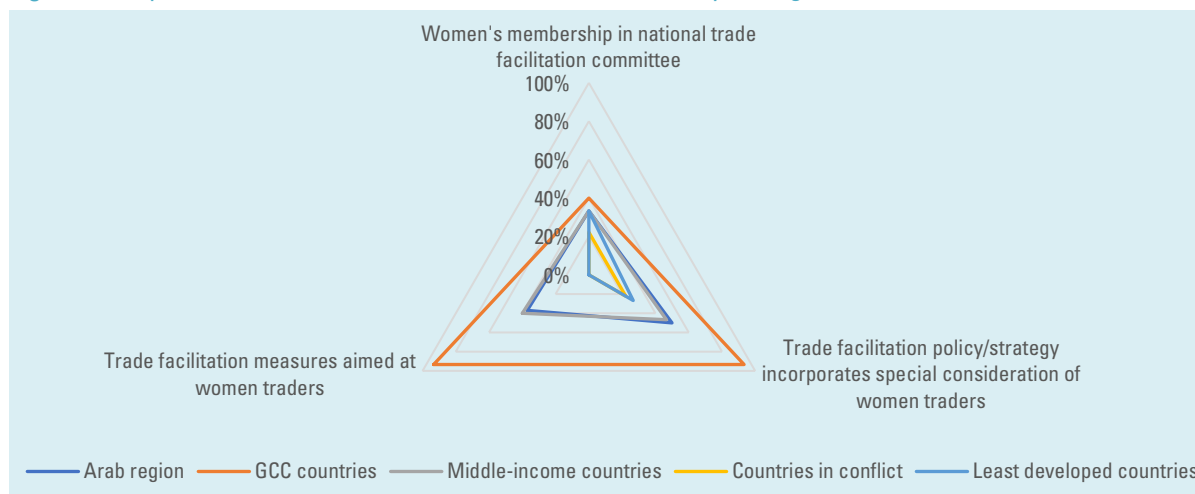 Women's membership in national trade
facilitation committee
100%
80%
60%
40%
20%
0%
Trade facilitation measures aimed at
women traders
Trade facilitation policy/strategy
incorporates special consideration of
women traders
Arab region
GCC countries
Middle-income countries
Countries in conflict
Least developed countries